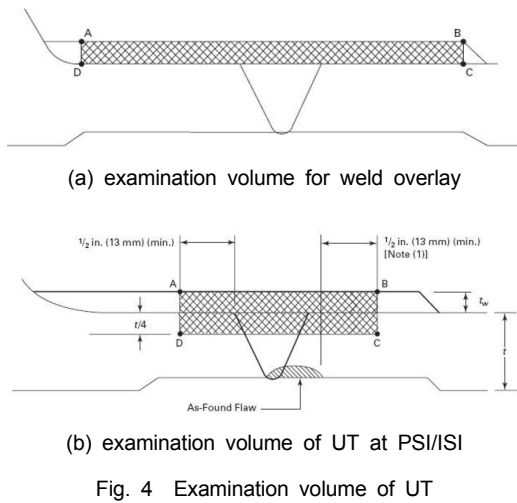 A B
D C
(a) examination volume for weld overlay
1/2 in. (13 mm) (min.) 1/2 in. (13 mm) (min.)
[Note (1)]
A B
t/4 tw
D C t
As-Found Flaw
(b) examination volume of UT at PSI/ISI
Fig. 4 Examination volume of UT